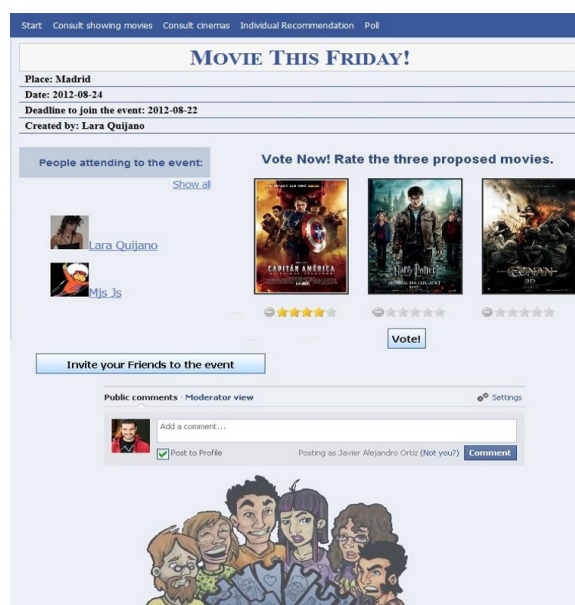 Start Consult showing movies Consult cinemas Individual Recommendation Poll
MOVIE THIS FRIDAY!
Place: Madrid
Date: 2012-08-24
Deadline to join the event: 2012-08-22
Created by: Lara Quijano
People attending to the event:
Show all
Lara Quijano
Mjs Js
Vote Now! Rate the three proposed movies.
CAPITÁN AMÉRICA
Harry Potter
CONAN
3D
Vote!
Invite your Friends to the event
Public comments · Moderator view
Settings
Add a comment...
Post to Profile
Posting as Javier Alejandro Ortíz (Not you?) Comment